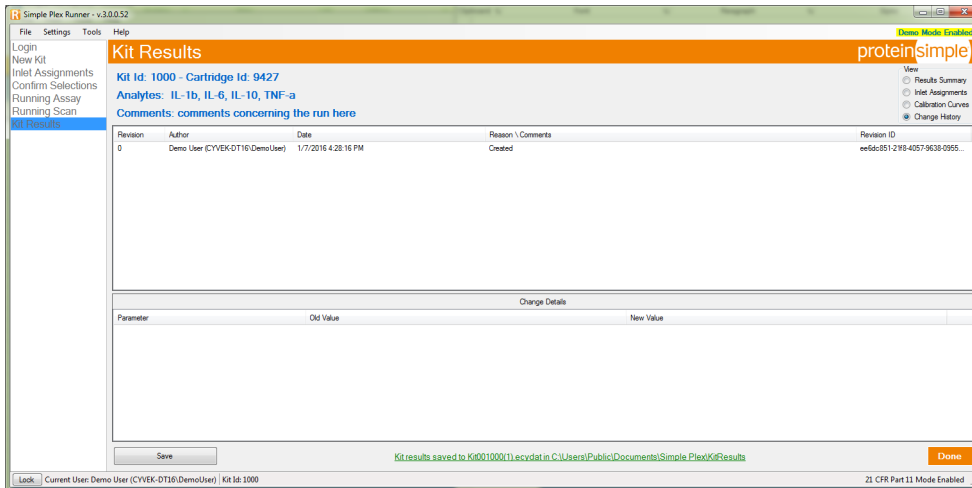 Simple Plex Runner - v.3.0.0.52
File Settings Tools Help
Demo Mode Enabled
Login
New Kit
Inlet Assignments
Confirm Selections
Running Assay
Running Scan
Kit Results
Kit Results
proteinsimple
Kit Id: 1000 - Cartridge Id: 9427
Analytes: IL-1b, IL-6, IL-10, TNF-a
Comments: comments concerning the run here
View
Results Summary
Inlet Assignments
Calibration Curves
Change History
Revision Author Date Reason \ Comments Revision ID
0 Demo User (CYVEK-DT16\DemoUser) 1/7/2016 4:28:16 PM Created ee6dc851-21f8-4057-9638-0955...
Change Details
Parameter Old Value New Value
Save
Kit results saved to Kit001000(1).ecydat in C:\Users\Public\Documents\Simple Plex\KitResults
Done
Lock Current User: Demo User (CYVEK-DT16\DemoUser) Kit Id: 1000 21 CFR Part 11 Mode Enabled